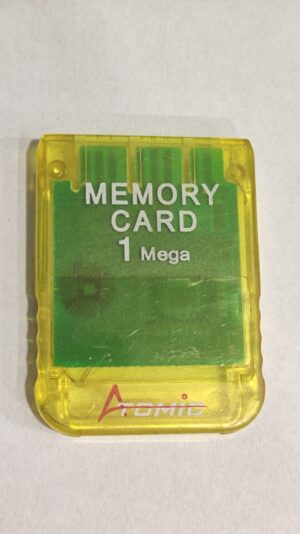 MEMORY
CARD
1 Mega
ATOMIC